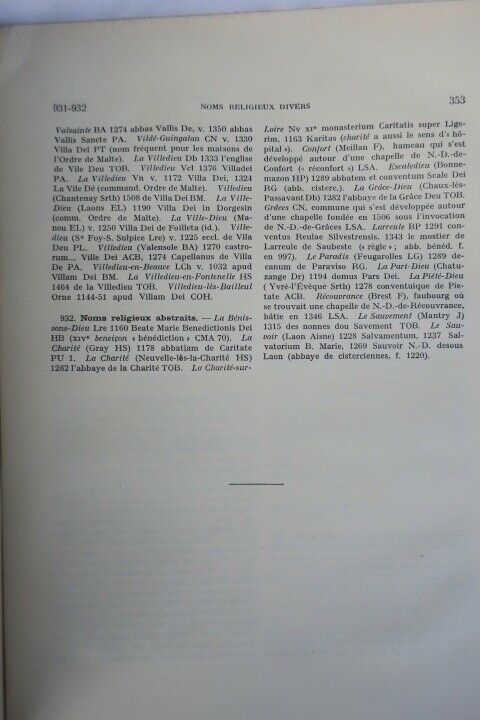 931-932
NOMS RELIGIEUX DIVERS
353
Valsainte BA 1274 abbas Vallis De, v. 1350 abbas
Vallis Sancte PA. Vildé-Guingalan CN v. 1330
Villa Dei PT (nom fréquent pour les maisons de
l'Ordre de Malte). La Villedieu Db 1333 l'englise
de Vile Deu TOB. Villedieu Vcl 1376 Villadei
PA. La Villedieu Vn v. 1172 Villa Dei, 1324
La Vile Dé (command. Ordre de Malte). Villedieu
(Chantenay Srth) 1508 de Villa Dei BM. La Ville-
Dieu (Laons EL) 1190 Villa Dei in Dorgesin
(comm. Ordre de Malte). La Ville-Dieu (Ma-
nou EL) v. 1250 Villa Dei de Foilleta (id.). Ville-
dieu (Se Foy-S. Sulpice Lre) v. 1225 eccl. de Vila
Deu PL. Villedieu (Valensole BA) 1270 castro-
rum... Ville Dei ACB, 1274 Capellanus de Villa
De PA. Villedieu-en-Beauce LCh v. 1032 apud
Villam Dei BM. La Villedieu-en-Fontenelle HS
1464 de la Villedieu TOB. Villedieu-lès-Bailleul
Orne 1144-51 apud Villam Dei COH.
932. Noms religieux abstraits. — La Bénis-
sons-Dieu Lre 1160 Beate Marie Benedictionis Dei
HB (XIVe beneiçon « bénédiction » CMA 70). La
Charité (Gray HS) 1178 abbatiam de Caritate
PU 1. La Charité (Neuvelle-lès-la-Charité HS)
1282 l'abbaye de la Charité TOB. La Charité-sur-
Loire Nv XIe monasterium Caritatis super Lige-
rim, 1163 Karitas (charité a aussi le sens d'« hô-
pital »). Confort (Meillan F), hameau qui s'est
développé autour d'une chapelle de N.-D.-de-
Confort (« réconfort ») LSA. Escaledieu (Bonne-
mazon HP) 1289 abbatem et conventum Scale Dei
RG (abb. cisterc.). La Grâce-Dieu (Chaux-lès-
Passavant Db) 1282 l'abbaye de la Grâce Deu TOB.
Grâces CN, commune qui s'est développée autour
d'une chapelle fondée en 1506 sous l'invocation
de N.-D.-de-Grâces LSA. Larreule BP 1291 con-
ventus Reulae Silvestrensis, 1343 le mostier de
Larreule de Saubeste (« règle » ; abb. bénéd. f.
en 997). Le Paradis (Feugarolles LG) 1289 de-
canum de Paraviso RG. La Part-Dieu (Chatu-
zange Dr) 1194 domus Pars Dei. La Piété-Dieu
(Yvré-l'Évêque Srth) 1278 conventuique de Pie-
tate ACB. Récouvrance (Brest F), faubourg où
se trouvait une chapelle de N.-D.-de-Récouvrance,
bâtie en 1346 LSA. Le Sauvement (Mantry J)
1315 des nonnes dou Savement TOB. Le Sau-
voir (Laon Aisne) 1228 Salvamentum, 1237 Sal-
vatorium B. Marie, 1269 Sauvoir N.-D. desous
Laon (abbaye de cisterciennes, f. 1220).